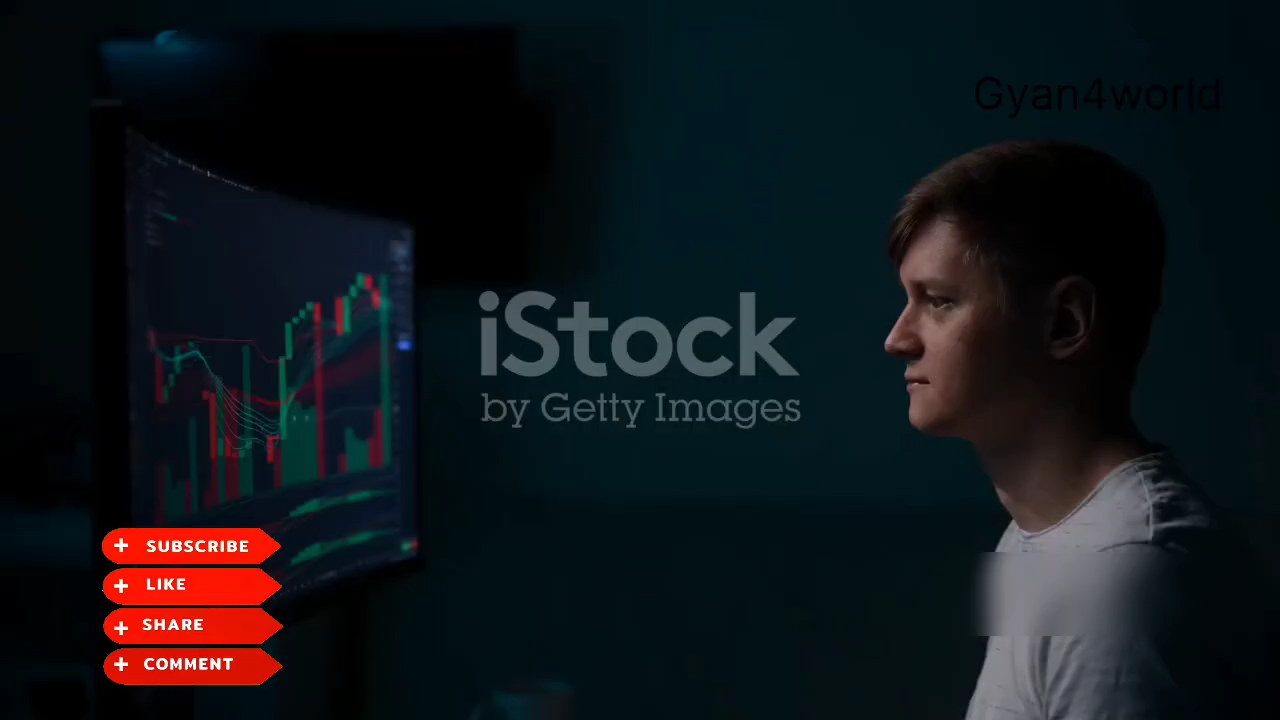 Gyan4world
iStock
by Getty Images
+ SUBSCRIBE
+ LIKE
+ SHARE
+ COMMENT